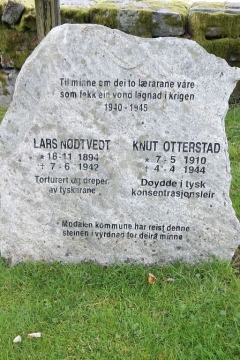 Til minne om dei to lærarane våre
som fekk ein vond lagnad i krigen
1940 - 1945
LARS NØDTVEDT
* 18 - 11 1894
+ 7 - 6 1942
Torturert og drepen
av tyskarane
KNUT OTTERSTAD
* 7 - 5 1910
+ 4 - 4 1944
Døydde i tysk
konsentrasjonsleir
Modalen kommune har reist denne
steinen i vyrdnad for deira minne